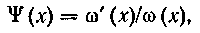 Ψ (x) = ω′ (x)/ω (x),